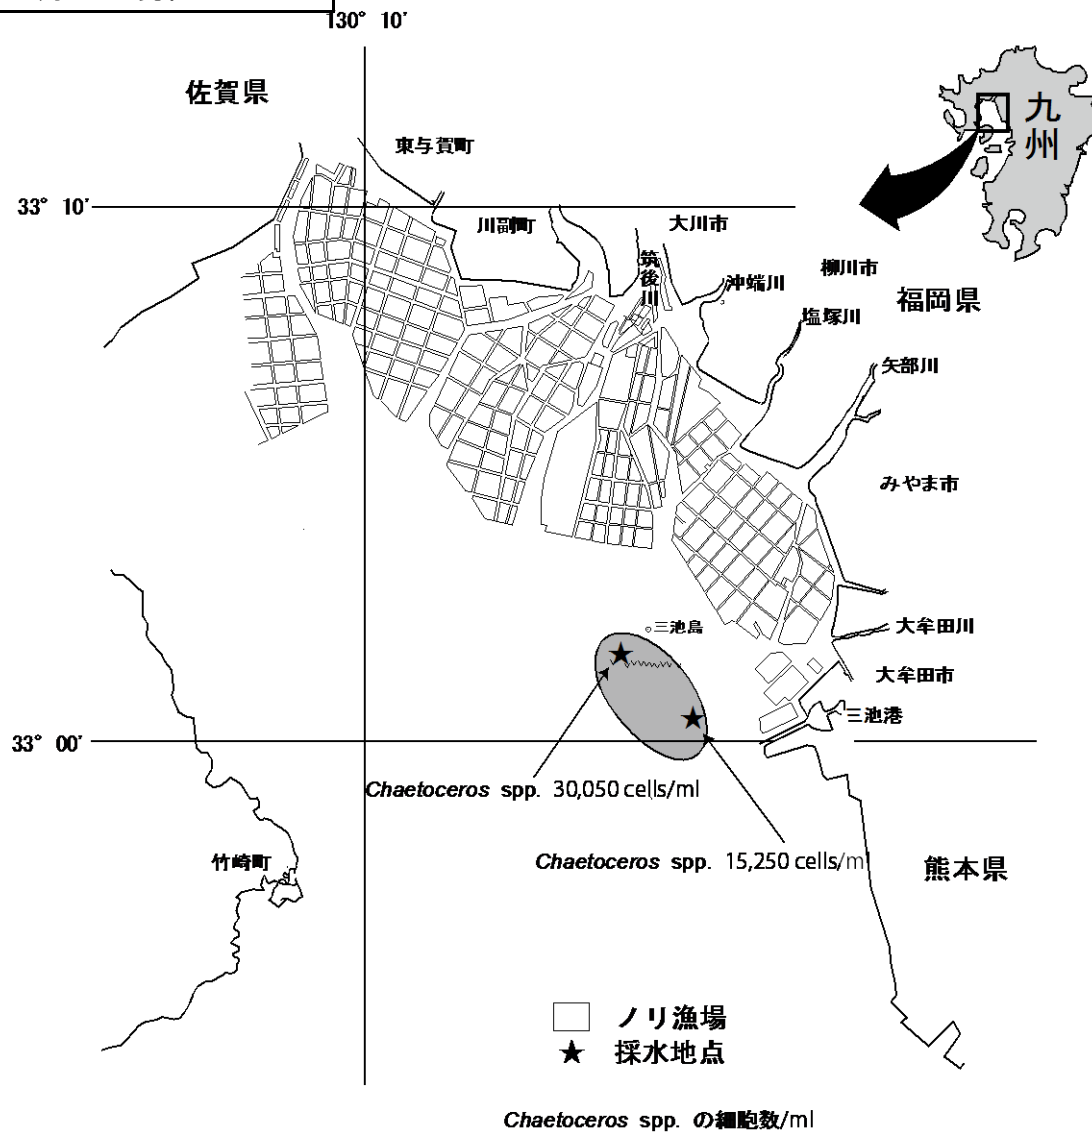 130° 10'
佐賀県
東与賀町
九州
33° 10'
川副町
大川市
筑後川
沖端川
柳川市
福岡県
塩塚川
矢部川
みやま市
三池島
大牟田川
大牟田市
三池港
33° 00'
Chaetoceros spp. 30,050 cells/ml
Chaetoceros spp. 15,250 cells/ml
竹崎町
熊本県
ノリ漁場
★ 採水地点
Chaetoceros spp. の細胞数/ml